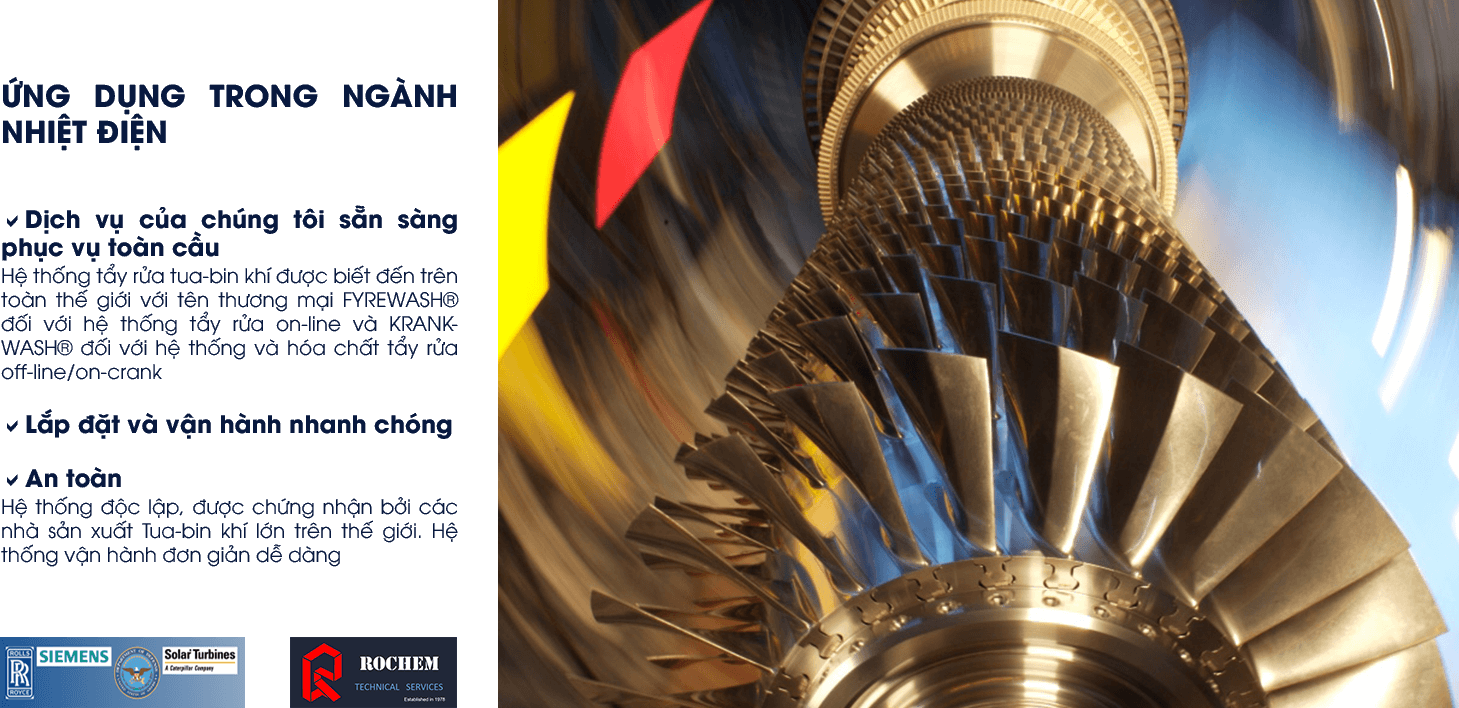 ỨNG DỤNG TRONG NGÀNH
NHIỆT ĐIỆN
Dịch vụ của chúng tôi sẵn sàng
phục vụ toàn cầu
Hệ thống tẩy rửa tua-bin khí được biết đến trên
toàn thế giới với tên thương mại FYREWASH®
đối với hệ thống tẩy rửa on-line và KRANK-
WASH® đối với hệ thống và hóa chất tẩy rửa
off-line/on-crank
Lắp đặt và vận hành nhanh chóng
An toàn
Hệ thống độc lập, được chứng nhận bởi các
nhà sản xuất Tua-bin khí lớn trên thế giới. Hệ
thống vận hành đơn giản dễ dàng
ROLLS
RR
ROYCE
SIEMENS
Solar Turbines
A Caterpillar Company
ROCHEM
TECHNICAL SERVICES
Established in 1978